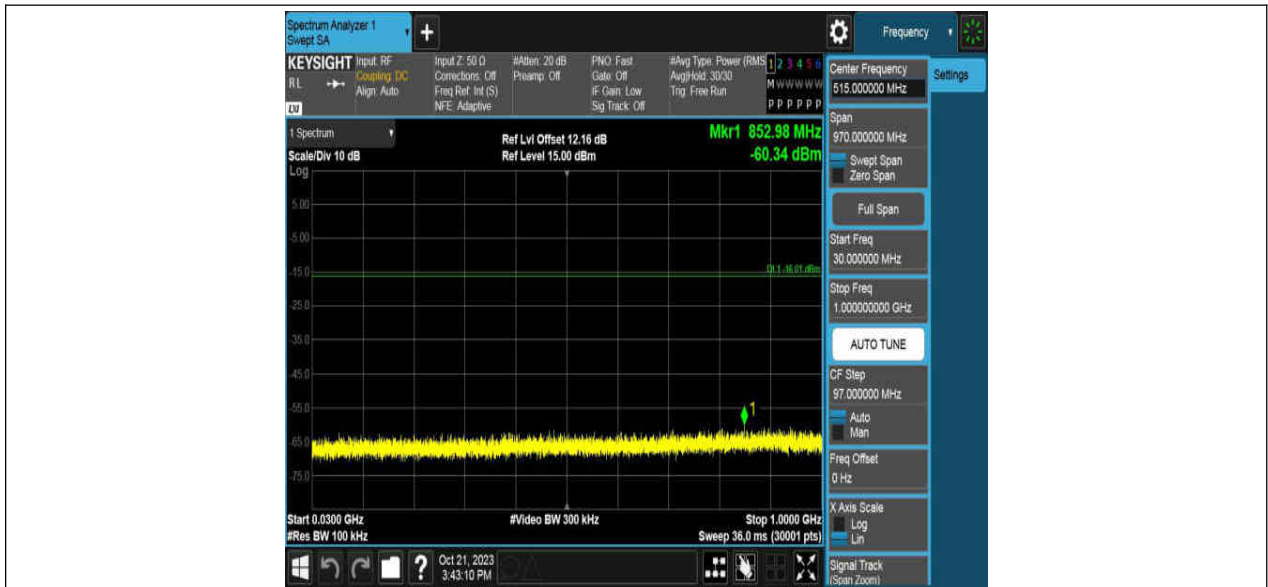 Spectrum Analyzer 1
Swept SA
+
Frequency
KEYSIGHT
RL
LXI
Input: RF
Coupling: DC
Align: Auto
Input Z: 50 Ω
Corrections: Off
Freq Ref: Int (S)
NFE: Adaptive
#Atten: 20 dB
Preamp: Off
PNO: Fast
Gate: Off
IF Gain: Low
Sig Track: Off
#Avg Type: Power (RMS
Avg|Hold: 30/30
Trig: Free Run
1 2 3 4 5 6
M W W W W W
P P P P P P
1 Spectrum
Scale/Div 10 dB
Log
Ref Lvl Offset 12.16 dB
Ref Level 15.00 dBm
Mkr1 852.98 MHz
-60.34 dBm
5.00
-5.00
-15.0
DL1 -16.01 dBm
-25.0
-35.0
-45.0
-55.0
1
-65.0
-75.0
Start 0.0300 GHz
#Res BW 100 kHz
#Video BW 300 kHz
Stop 1.0000 GHz
Sweep 36.0 ms (30001 pts)
Center Frequency
515.000000 MHz
Settings
Span
970.000000 MHz
Swept Span
Zero Span
Full Span
Start Freq
30.000000 MHz
Stop Freq
1.000000000 GHz
AUTO TUNE
CF Step
97.000000 MHz
Auto
Man
Freq Offset
0 Hz
X Axis Scale
Log
Lin
Signal Track
(Span Zoom)
?
Oct 21, 2023
3:43:10 PM